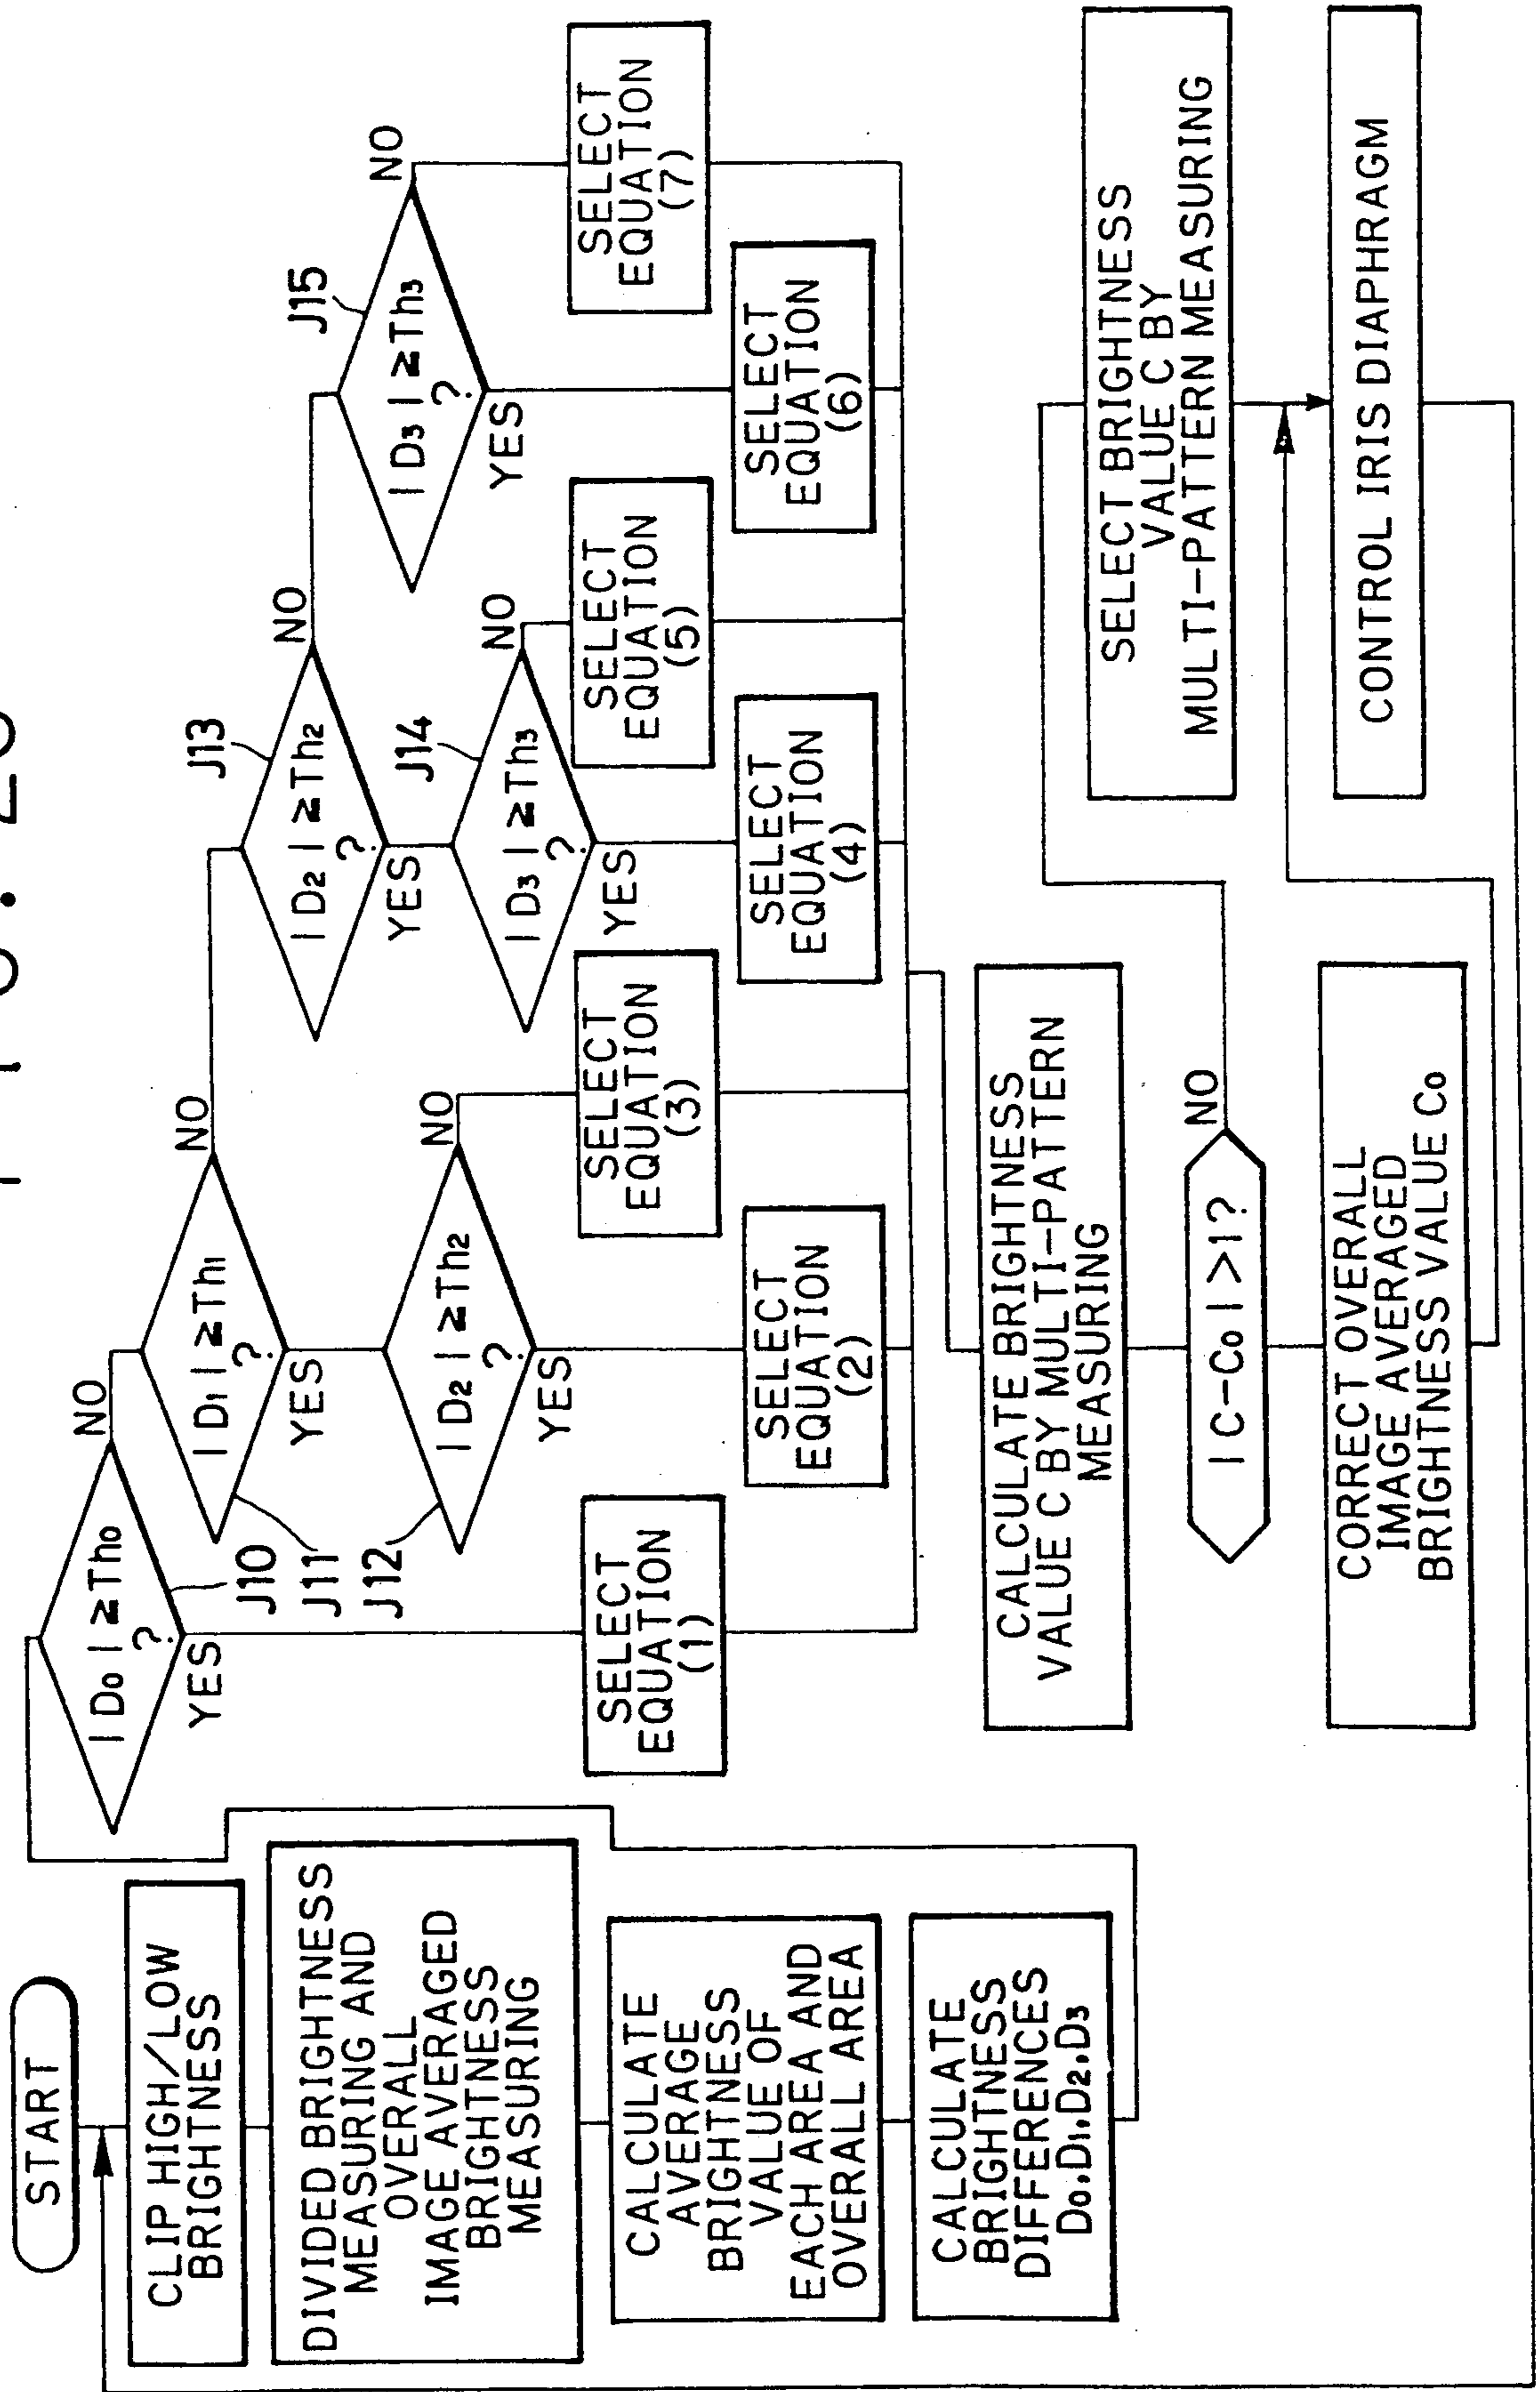 START
CLIP HIGH/LOW
BRIGHTNESS
DIVIDED BRIGHTNESS
MEASURING AND
OVERALL
IMAGE AVERAGED
BRIGHTNESS
MEASURING
CALCULATE
AVERAGE
BRIGHTNESS
VALUE OF
EACH AREA AND
OVERALL AREA
CALCULATE
BRIGHTNESS
DIFFERENCES
D₀.D₁.D₂.D₃
|D₀|≧Th₀
?
NO
YES
J10
|D₁|≧Th₁
?
NO
YES
J11
|D₂|≧Th₂
?
NO
YES
J12
|D₂|≧Th₂
?
NO
YES
J13
|D₃|≧Th₃
?
NO
YES
J14
|D₃|≧Th₃
?
NO
YES
J15
SELECT
EQUATION
(1)
SELECT
EQUATION
(2)
SELECT
EQUATION
(3)
SELECT
EQUATION
(4)
SELECT
EQUATION
(5)
SELECT
EQUATION
(6)
SELECT
EQUATION
(7)
CALCULATE BRIGHTNESS
VALUE C BY MULTI-PATTERN
MEASURING
|C-C₀|>1?
NO
CORRECT OVERALL
IMAGE AVERAGED
BRIGHTNESS VALUE C₀
SELECT BRIGHTNESS
VALUE C BY
MULTI-PATTERN MEASURING
CONTROL IRIS DIAPHRAGM